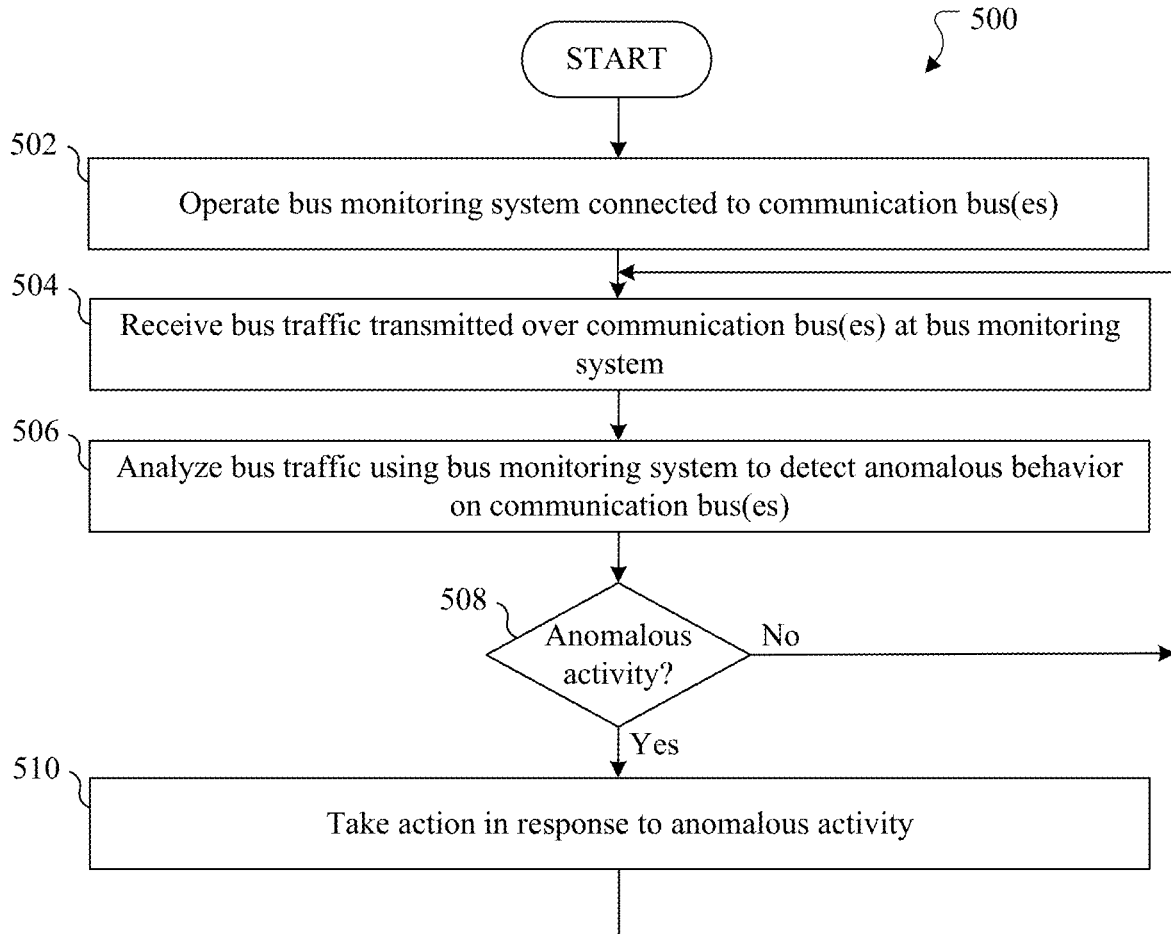 500
START
502
Operate bus monitoring system connected to communication bus(es)
504
Receive bus traffic transmitted over communication bus(es) at bus monitoring
system
506
Analyze bus traffic using bus monitoring system to detect anomalous behavior
on communication bus(es)
508
Anomalous
activity?
No
Yes
510
Take action in response to anomalous activity